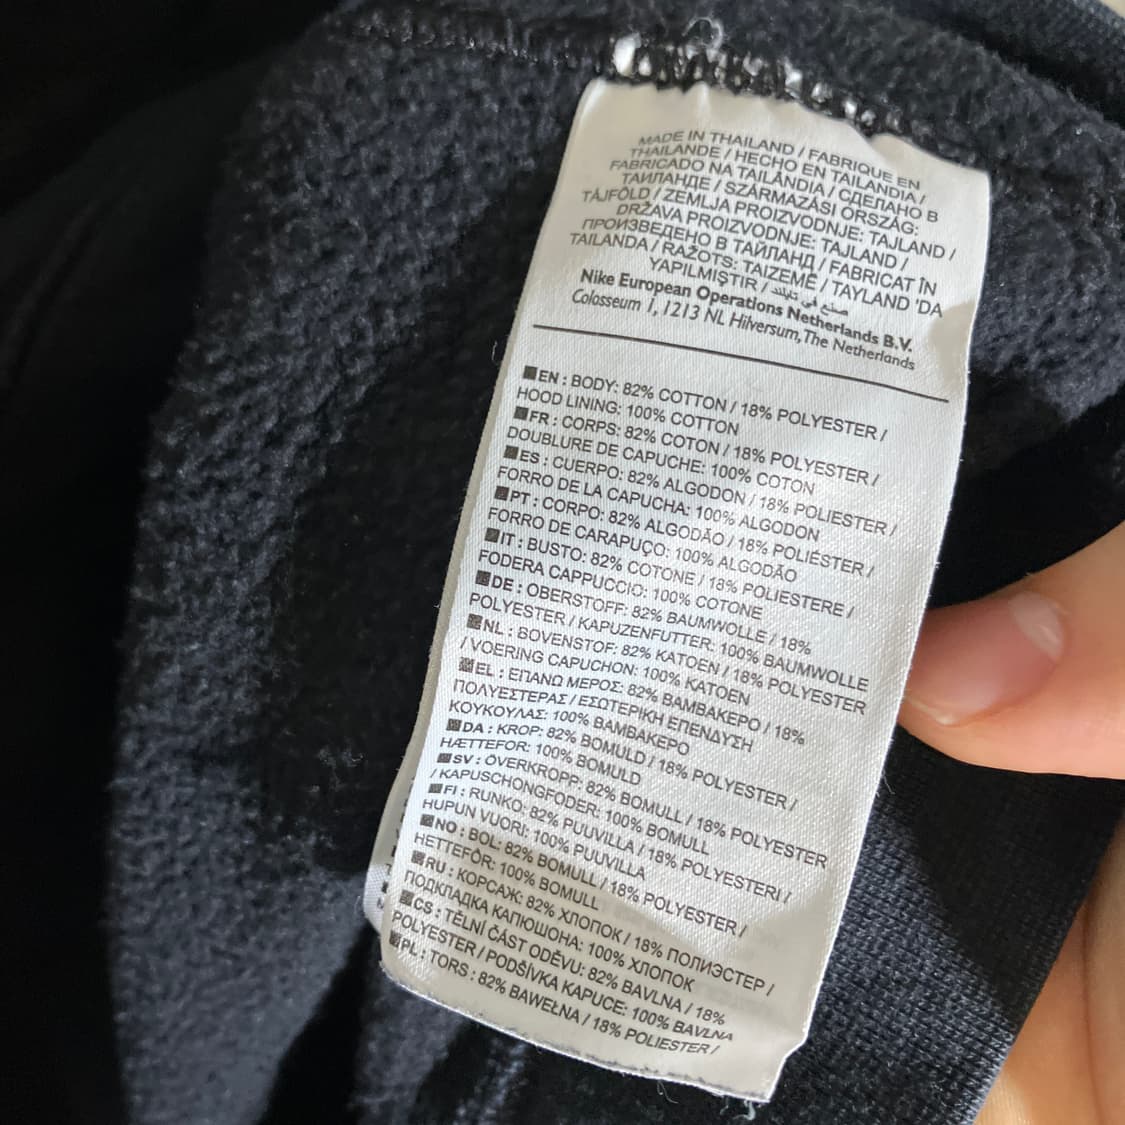 MADE IN THAILAND / FABRIQUE EN
THAILANDE / HECHO EN TAILANDIA /
FABRICADO NA TAILÂNDIA / СДЕЛАНО В
ТАИЛАНДЕ / SZÁRMAZÁSI ORSZÁG:
TÁJFÖLD / ZEMLJA PROIZVODNJE: TAJLAND /
DRŽAVA PROIZVODNJE: TAJLAND /
ПРОИЗВЕДЕНО В ТАЙЛАНД / FABRICAT ÎN
TAILANDA / RAŽOTS: TAIZEMĒ / TAYLAND 'DA
YAPILMIŞTIR / صنع في تايلند
Nike European Operations Netherlands B.V.
Colosseum 1, 1213 NL Hilversum, The Netherlands
EN : BODY: 82% COTTON / 18% POLYESTER /
HOOD LINING: 100% COTTON
FR : CORPS: 82% COTON / 18% POLYESTER /
DOUBLURE DE CAPUCHE: 100% COTON
ES : CUERPO: 82% ALGODON / 18% POLIESTER /
FORRO DE LA CAPUCHA: 100% ALGODON
PT : CORPO: 82% ALGODÃO / 18% POLIÉSTER /
FORRO DE CARAPUÇO: 100% ALGODÃO
IT : BUSTO: 82% COTONE / 18% POLIESTERE /
FODERA CAPPUCCIO: 100% COTONE
DE : OBERSTOFF: 82% BAUMWOLLE / 18%
POLYESTER / KAPUZENFUTTER: 100% BAUMWOLLE
NL : BOVENSTOF: 82% KATOEN / 18% POLYESTER
/ VOERING CAPUCHON: 100% KATOEN
EL : ΕΠΑΝΩ ΜΕΡΟΣ: 82% ΒΑΜΒΑΚΕΡΟ / 18%
ΠΟΛΥΕΣΤΕΡΑΣ / ΕΣΩΤΕΡΙΚΗ ΕΠΕΝΔΥΣΗ
ΚΟΥΚΟΥΛΑΣ: 100% ΒΑΜΒΑΚΕΡΟ
DA : KROP: 82% BOMULD / 18% POLYESTER /
HÆTTEFOR: 100% BOMULD
SV : ÖVERKROPP: 82% BOMULL / 18% POLYESTER
/ KAPUSCHONGFODER: 100% BOMULL
FI : RUNKO: 82% PUUVILLA / 18% POLYESTERI /
HUPUN VUORI: 100% PUUVILLA
NO : BOL: 82% BOMULL / 18% POLYESTER /
HETTEFÔR: 100% BOMULL
RU : КОРСАЖ: 82% ХЛОПОК / 18% ПОЛИЭСТЕР /
ПОДКЛАДКА КАПЮШОНА: 100% ХЛОПОК
CS : TĚLNÍ ČÁST ODĚVU: 82% BAVLNA / 18%
POLYESTER / PODŠÍVKA KAPUCE: 100% BAVLNA
PL : TORS : 82% BAWEŁNA / 18% POLIESTER /